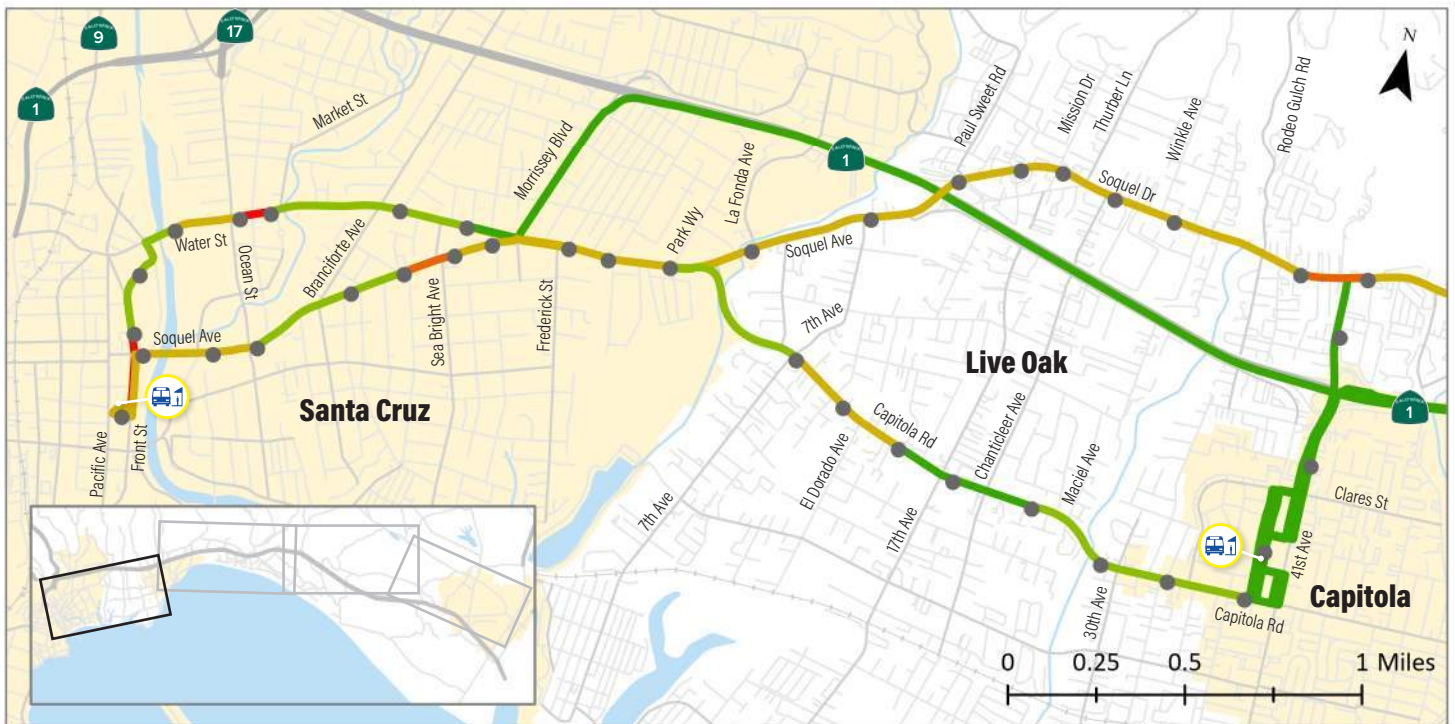 9
17
1
Market St
Morrissey Blvd
La Fonda Ave
1
Paul Sweet Rd
Mission Dr
Thurber Ln
Winkle Ave
Rodeo Gulch Rd
N
Water St
Ocean St
Branciforte Ave
Park Wy
Soquel Ave
Soquel Dr
Soquel Ave
Sea Bright Ave
Frederick St
7th Ave
Live Oak
Santa Cruz
1
Pacific Ave
Front St
Capitola Rd
El Dorado Ave
Chanticleer Ave
Maciel Ave
7th Ave
17th Ave
Clares St
41st Ave
30th Ave
Capitola Rd
Capitola
0
0.25
0.5
1 Miles